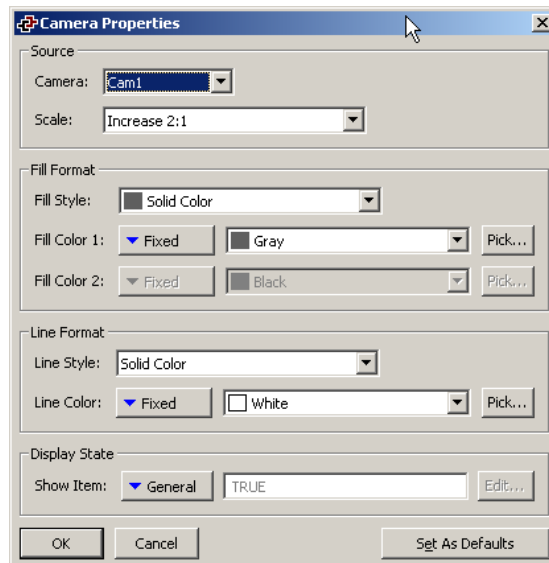 Camera Properties
Source
Camera: Cam1
Scale: Increase 2:1
Fill Format
Fill Style: Solid Color
Fill Color 1: Fixed Gray Pick...
Fill Color 2: Fixed Black Pick...
Line Format
Line Style: Solid Color
Line Color: Fixed White Pick...
Display State
Show Item: General TRUE Edit...
OK Cancel Set As Defaults